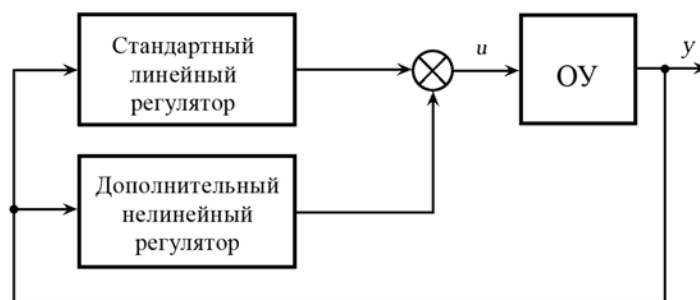 Стандартный
линейный
регулятор
u
ОУ
y
Дополнительный
нелинейный
регулятор